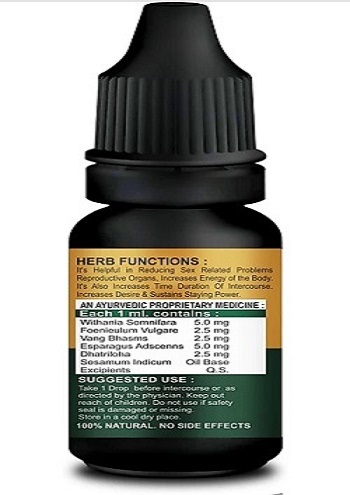 HERB FUNCTIONS :
It's Helpful in Reducing Sex Related Problems
Reproductive Organs, Increases Energy of the Body.
It's Also Increases Time Duration Of Intercourse,
Increases Desire & Sustains Staying Power.
AN AYURVEDIC PROPRIETARY MEDICINE :
Each 1 ml. contains :
Withania Somnifara 5.0 mg
Foenieulum Vulgare 2.5 mg
Vang Bhasms 2.5 mg
Esparagus Adscenns 5.0 mg
Dhatriloha 2.5 mg
Sesamum Indicum Oil Base
Excipients Q.S.
SUGGESTED USE :
Take 1 Drop before intercourse or as
directed by the physician. Keep out
reach of children. Do not use if safety
seal is damaged or missing.
Store in a cool dry place.
100% NATURAL. NO SIDE EFFECTS